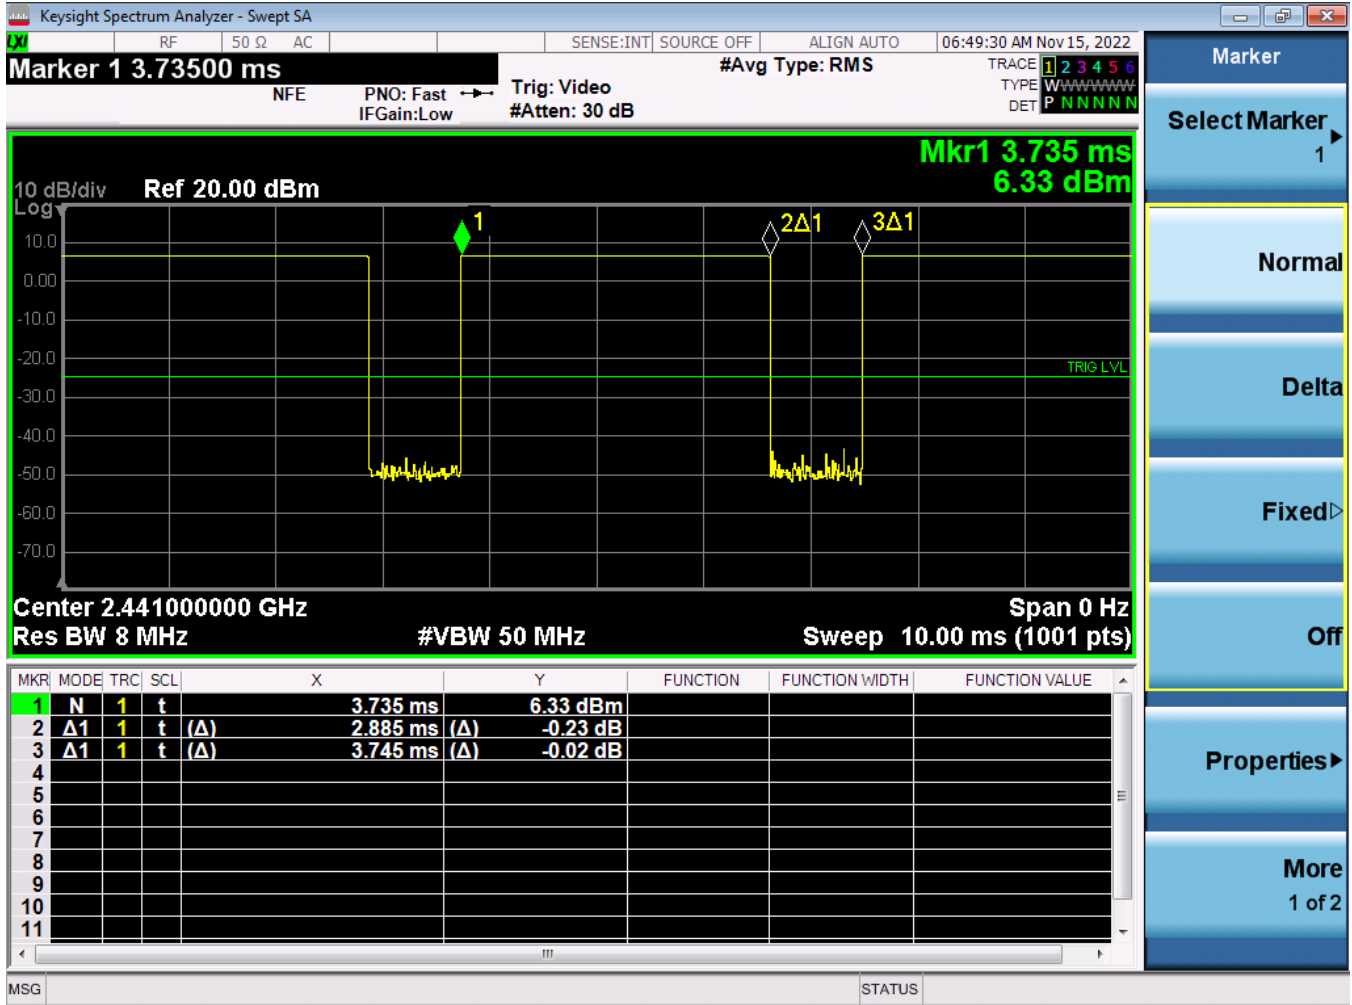 Keysight Spectrum Analyzer - Swept SA
LXI RF 50 Ω AC SENSE:INT SOURCE OFF ALIGN AUTO 06:49:30 AM Nov 15, 2022
Marker 1 3.73500 ms
NFE
PNO: Fast
IFGain:Low
Trig: Video
#Atten: 30 dB
#Avg Type: RMS
TRACE 1 2 3 4 5 6
TYPE W W W W W W
DET P N N N N N
Mkr1 3.735 ms
6.33 dBm
10 dB/div Ref 20.00 dBm
Log
1 2Δ1 3Δ1
10.0
0.00
-10.0
-20.0
TRIG LVL
-30.0
-40.0
-50.0
-60.0
-70.0
Center 2.441000000 GHz Span 0 Hz
Res BW 8 MHz #VBW 50 MHz Sweep 10.00 ms (1001 pts)
MKR MODE TRC SCL X Y FUNCTION FUNCTION WIDTH FUNCTION VALUE
1 N 1 t 3.735 ms 6.33 dBm
2 Δ1 1 t (Δ) 2.885 ms (Δ) -0.23 dB
3 Δ1 1 t (Δ) 3.745 ms (Δ) -0.02 dB
4
5
6
7
8
9
10
11
MSG STATUS
Marker
Select Marker
1
Normal
Delta
Fixed
Off
Properties
More
1 of 2